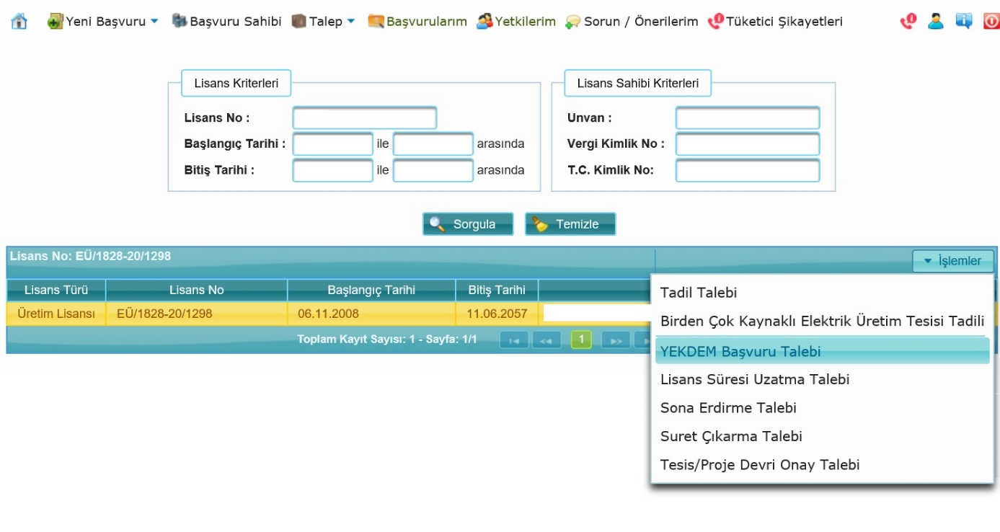 Yeni Başvuru Başvuru Sahibi Talep Başvurularım Yetkilerim Sorun / Önerilerim Tüketici Şikayetleri
Lisans Kriterleri Lisans Sahibi Kriterleri
Lisans No : Unvan :
Başlangıç Tarihi : ile arasında Vergi Kimlik No :
Bitiş Tarihi : ile arasında T.C. Kimlik No:
Sorgula Temizle
Lisans No: EÜ/1828-20/1298 İşlemler
Lisans Türü Lisans No Başlangıç Tarihi Bitiş Tarihi
Üretim Lisansı EÜ/1828-20/1298 06.11.2008 11.06.2057
Toplam Kayıt Sayısı: 1 - Sayfa: 1/1 1
Tadil Talebi
Birden Çok Kaynaklı Elektrik Üretim Tesisi Tadili
YEKDEM Başvuru Talebi
Lisans Süresi Uzatma Talebi
Sona Erdirme Talebi
Suret Çıkarma Talebi
Tesis/Proje Devri Onay Talebi